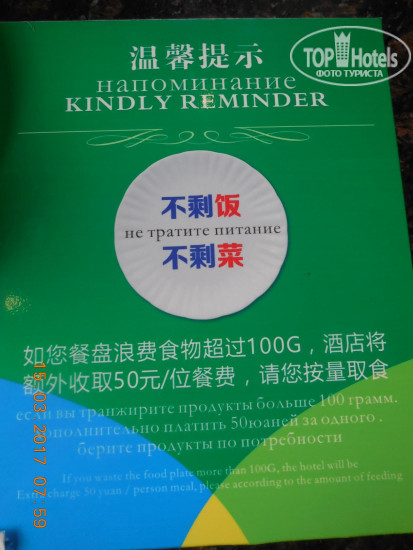 TOP Hotels
ФОТО ТУРИСТА
温馨提示
напоминание
KINDLY REMINDER
不剩饭
не тратите питание
不剩菜
如您餐盘浪费食物超过100G，酒店将
额外收取50元/位餐费，请您按量取食
если вы транжирите продукты больше 100 грамм.
дополнительно платить 50юаней за одного .
берите продукты по потребности
If you waste the food plate more than 100G, the hotel will be
Extra charge 50 yuan / person meal, please according to the amount of feeding
15.03.2017 07:59